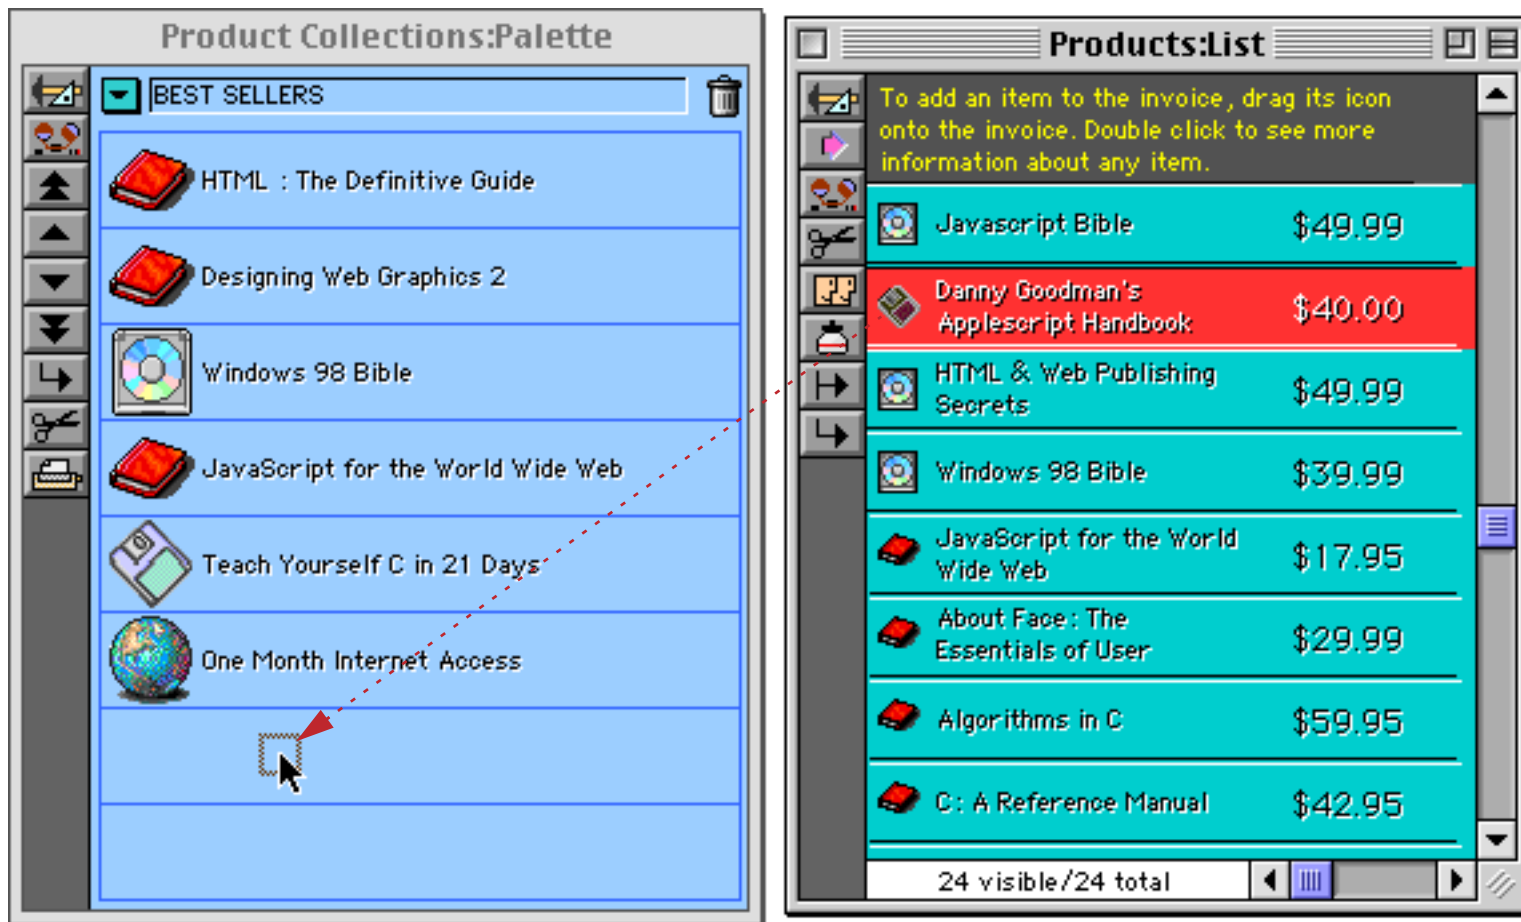 Product Collections:Palette
BEST SELLERS
HTML : The Definitive Guide
Designing Web Graphics 2
Windows 98 Bible
JavaScript for the World Wide Web
Teach Yourself C in 21 Days
One Month Internet Access
Products:List
To add an item to the invoice, drag its icon
onto the invoice. Double click to see more
information about any item.
Javascript Bible $49.99
Danny Goodman's
Applescript Handbook $40.00
HTML & Web Publishing
Secrets $49.99
Windows 98 Bible $39.99
JavaScript for the World
Wide Web $17.95
About Face: The
Essentials of User $29.99
Algorithms in C $59.95
C: A Reference Manual $42.95
24 visible/24 total